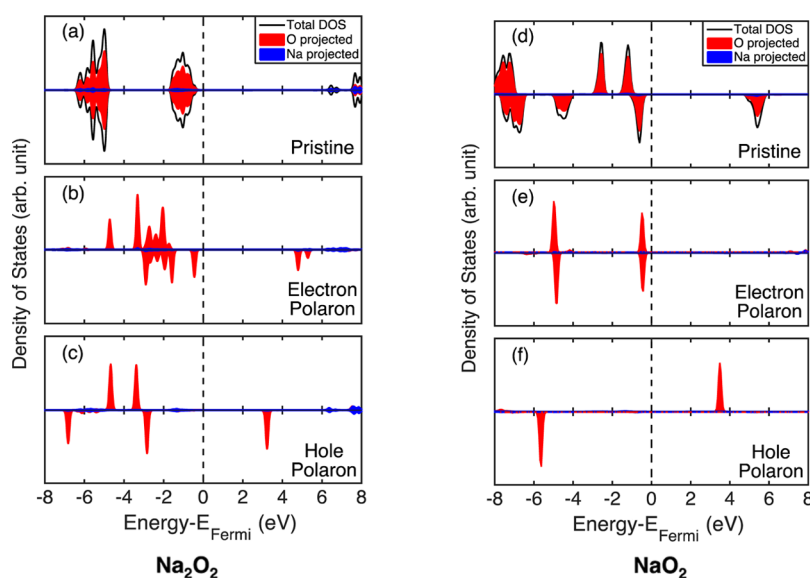 (a)
Total DOS
O projected
Na projected
Pristine
(b)
Electron
Polaron
(c)
Hole
Polaron
Density of States (arb. unit)
-8 -6 -4 -2 0 2 4 6 8
Energy-E_Fermi (eV)
Na₂O₂
(d)
Total DOS
O projected
Na projected
Pristine
(e)
Electron
Polaron
(f)
Hole
Polaron
Density of States (arb. unit)
-8 -6 -4 -2 0 2 4 6 8
Energy-E_Fermi (eV)
NaO₂